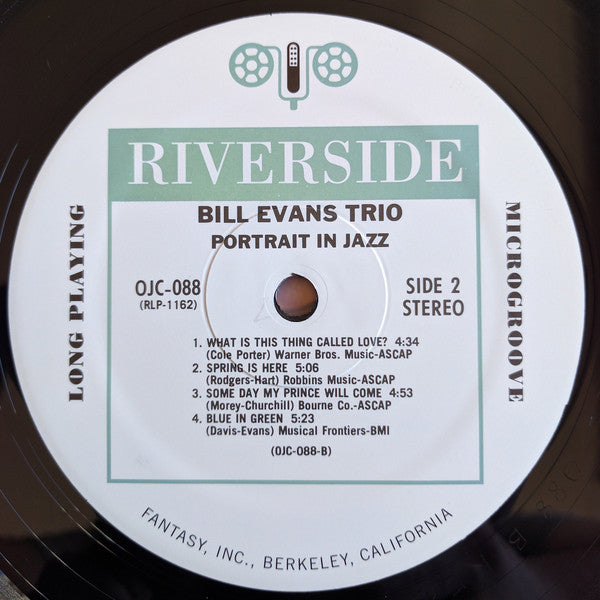 RIVERSIDE
BILL EVANS TRIO
PORTRAIT IN JAZZ
OJC-088
(RLP-1162)
SIDE 2
STEREO
LONG PLAYING
MICROGROOVE
1. WHAT IS THIS THING CALLED LOVE? 4:34
(Cole Porter) Warner Bros. Music-ASCAP
2. SPRING IS HERE 5:06
(Rodgers-Hart) Robbins Music-ASCAP
3. SOME DAY MY PRINCE WILL COME 4:53
(Morey-Churchill) Bourne Co.-ASCAP
4. BLUE IN GREEN 5:23
(Davis-Evans) Musical Frontiers-BMI
(OJC-088-B)
FANTASY, INC., BERKELEY, CALIFORNIA